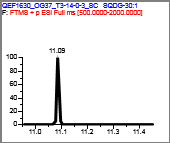 QEF1630_OG37_T3-14-0-3_SC SQDG-30:1
F: FTMS + p ESI Full ms [500.0000-2000.0000]
11.09
100
80
60
40
20
0
11.0 11.1 11.2 11.3 11.4